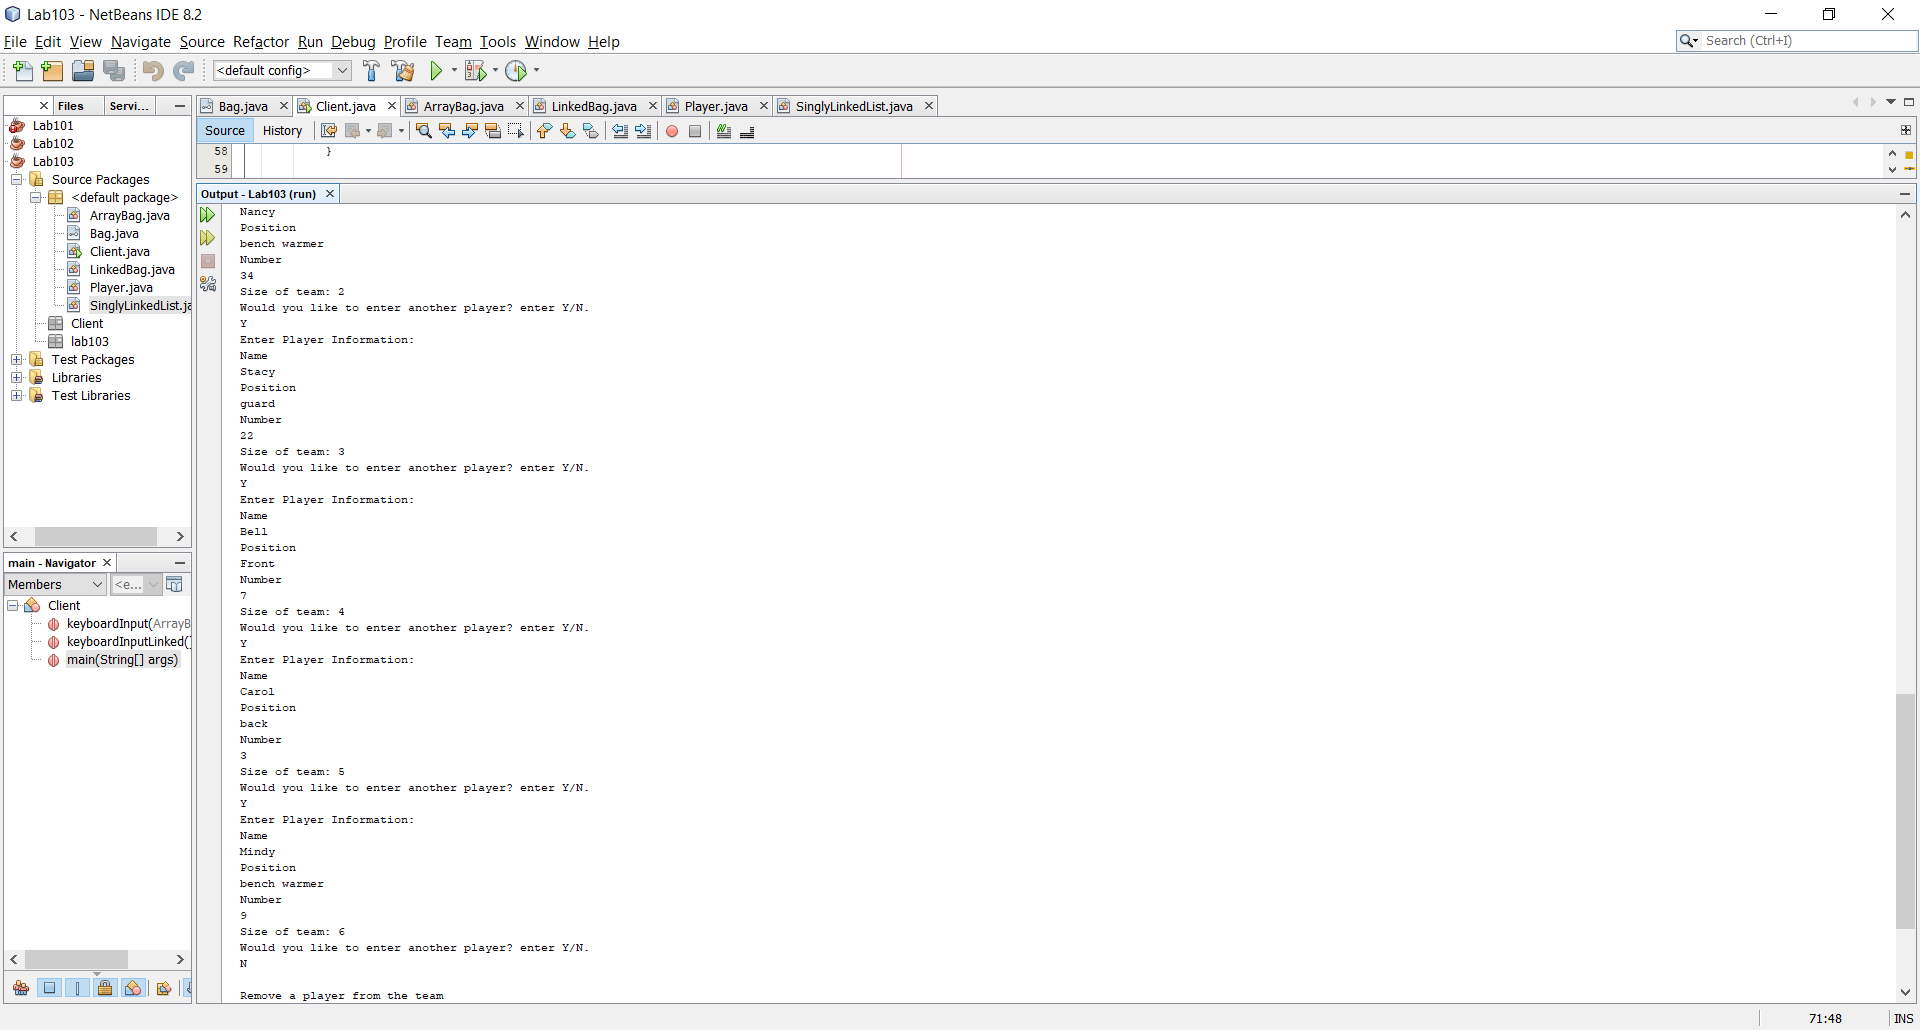 Lab103 - NetBeans IDE 8.2
File Edit View Navigate Source Refactor Run Debug Profile Team Tools Window Help
Search (Ctrl+I)
<default config>
Files Servi...
Lab101
Lab102
Lab103
Source Packages
<default package>
ArrayBag.java
Bag.java
Client.java
LinkedBag.java
Player.java
SinglyLinkedList.ja
Client
lab103
Test Packages
Libraries
Test Libraries
main - Navigator
Members <e...
Client
keyboardInput(ArrayB
keyboardInputLinked(
main(String[] args)
Bag.java Client.java ArrayBag.java LinkedBag.java Player.java SinglyLinkedList.java
Source History
58 }
59
Output - Lab103 (run)
Nancy
Position
bench warmer
Number
34
Size of team: 2
Would you like to enter another player? enter Y/N.
Y
Enter Player Information:
Name
Stacy
Position
guard
Number
22
Size of team: 3
Would you like to enter another player? enter Y/N.
Y
Enter Player Information:
Name
Bell
Position
Front
Number
7
Size of team: 4
Would you like to enter another player? enter Y/N.
Y
Enter Player Information:
Name
Carol
Position
back
Number
3
Size of team: 5
Would you like to enter another player? enter Y/N.
Y
Enter Player Information:
Name
Mindy
Position
bench warmer
Number
9
Size of team: 6
Would you like to enter another player? enter Y/N.
N
Remove a player from the team
71:48 INS